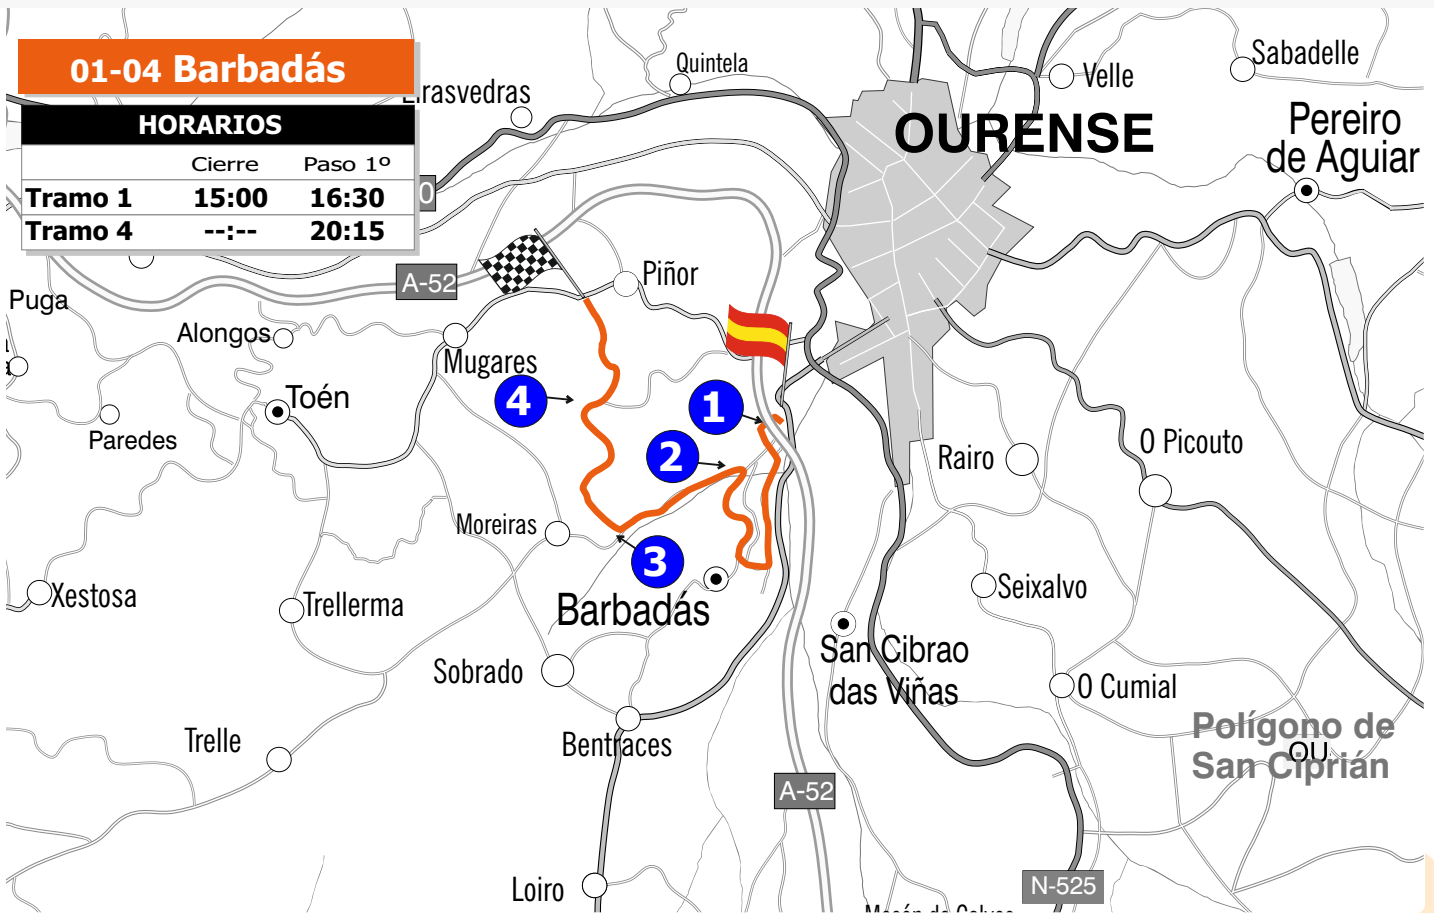 01-04 Barbadás
HORARIOS
Cierre Paso 1º
Tramo 1 15:00 16:30
Tramo 4 --:-- 20:15
Quintela
Velle
Sabadelle
OURENSE
Pereiro
de Aguiar
A-52
Piñor
Puga
Alongos
Mugares
Toén
Paredes
4
1
2
3
Rairo
O Picouto
Moreiras
Xestosa
Trellerma
Barbadás
Seixalvo
San Cibrao
das Viñas
Sobrado
O Cumial
Trelle
Bentraces
Polígono de
San Ciprián
OU
A-52
Loiro
N-525